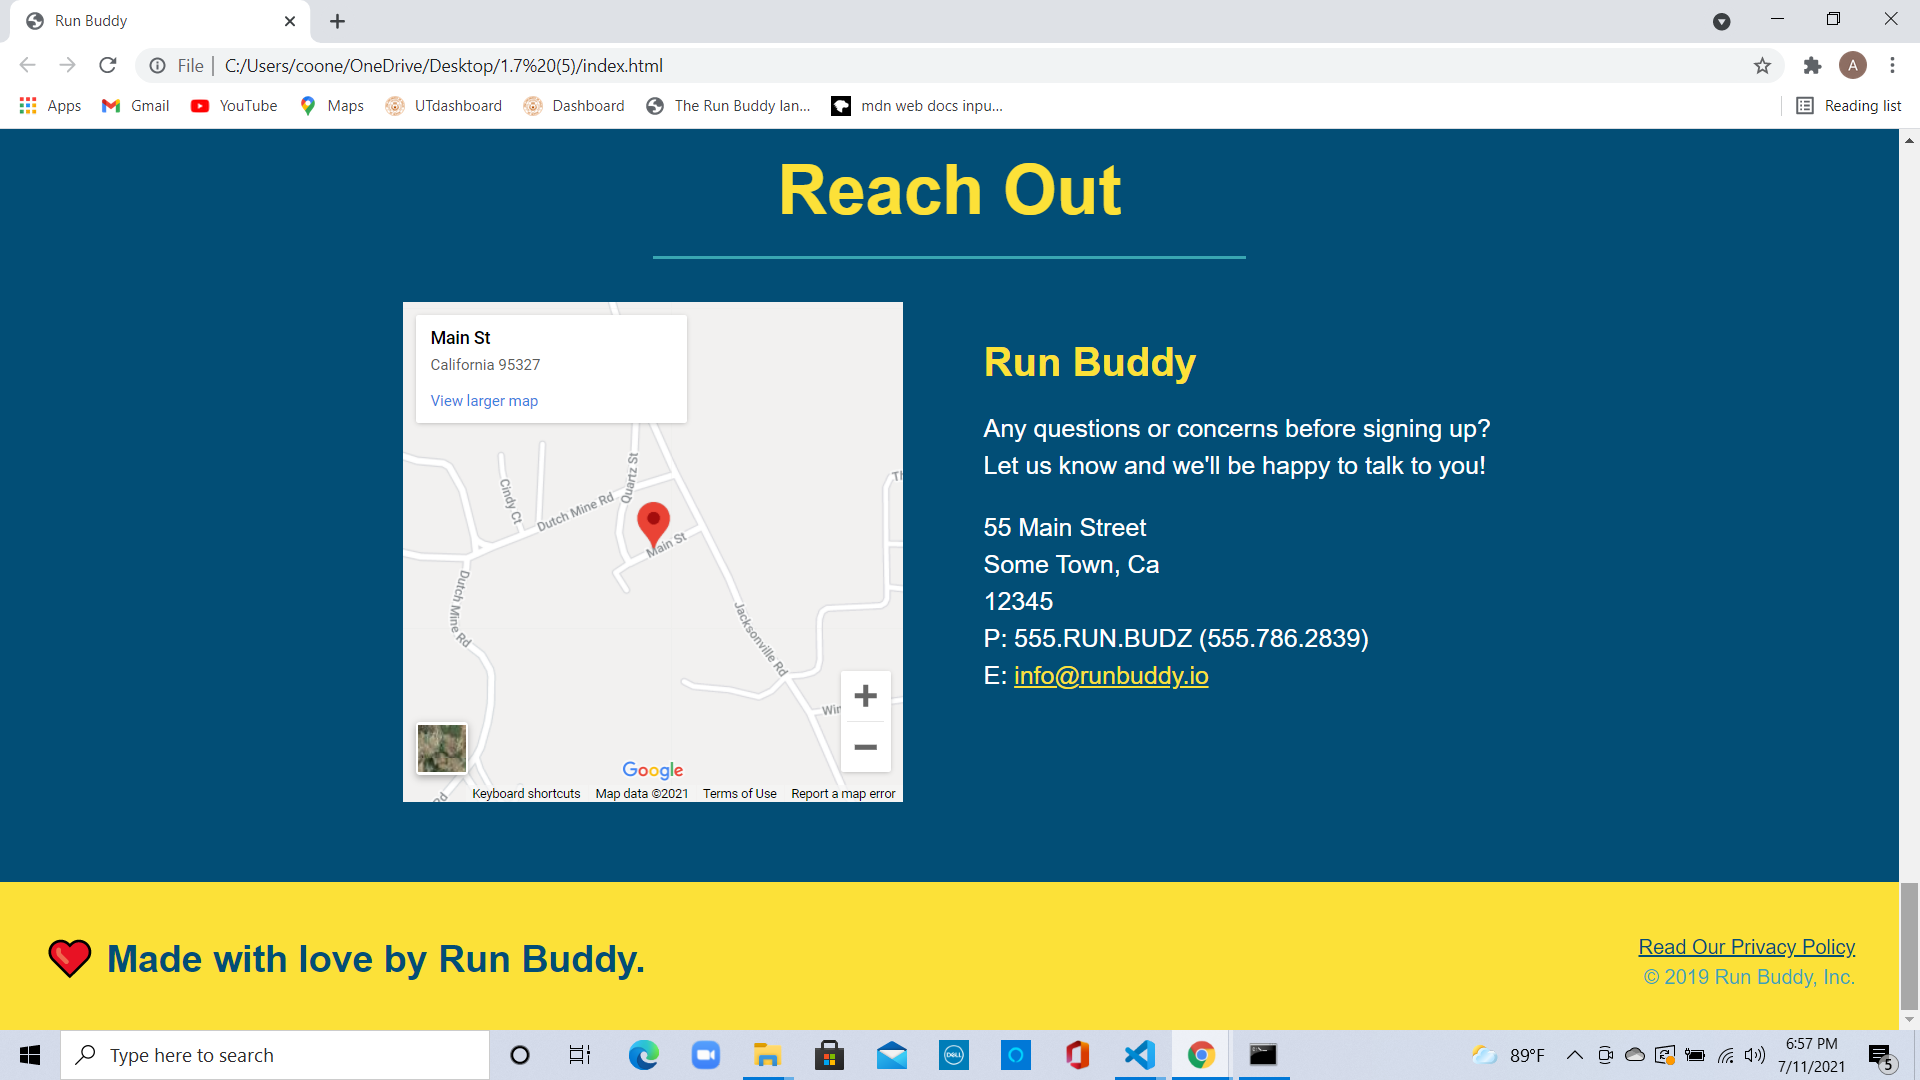 Run Buddy
File
C:/Users/coone/OneDrive/Desktop/1.7%20(5)/index.html
A
Apps
Gmail
YouTube
Maps
UTdashboard
Dashboard
The Run Buddy lan...
mdn web docs inpu...
Reading list
Reach Out
Main St
California 95327
View larger map
Cindy Ct
Dutch Mine Rd
Quartz St
Main St
Dutch Mine Rd
Jacksonville Rd
Th
Win
Rd
Google
Keyboard shortcuts
Map data ©2021
Terms of Use
Report a map error
Run Buddy
Any questions or concerns before signing up?
Let us know and we'll be happy to talk to you!
55 Main Street
Some Town, Ca
12345
P: 555.RUN.BUDZ (555.786.2839)
E: info@runbuddy.io
Made with love by Run Buddy.
Read Our Privacy Policy
© 2019 Run Buddy, Inc.
Type here to search
DELL
89°F
6:57 PM
7/11/2021
5